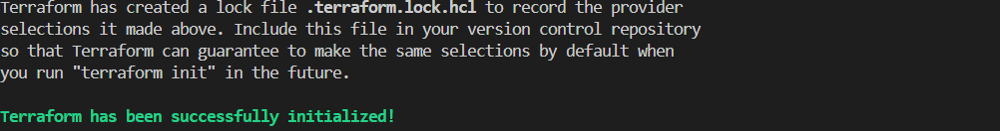 Terraform has created a lock file .terraform.lock.hcl to record the provider
selections it made above. Include this file in your version control repository
so that Terraform can guarantee to make the same selections by default when
you run "terraform init" in the future.
Terraform has been successfully initialized!